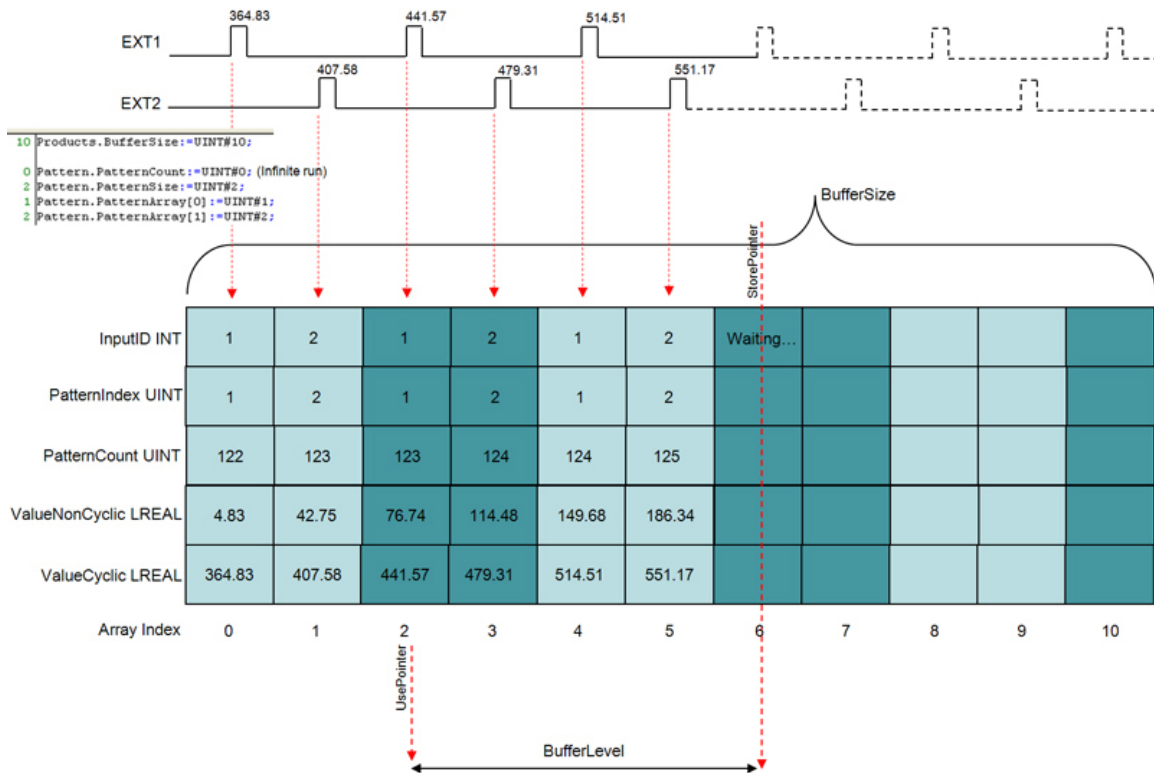 364.83 441.57 514.51
EXT1
407.58 479.31 551.17
EXT2
10 Products.BufferSize:=UINT#10;
0 Pattern.PatternCount:=UINT#0; (Infinite run)
2 Pattern.PatternSize:=UINT#2;
1 Pattern.PatternArray[0]:=UINT#1;
2 Pattern.PatternArray[1]:=UINT#2;
BufferSize
StorePointer
InputID INT 1 2 1 2 1 2 Waiting...
PatternIndex UINT 1 2 1 2 1 2
PatternCount UINT 122 123 123 124 124 125
ValueNonCyclic LREAL 4.83 42.75 76.74 114.48 149.68 186.34
ValueCyclic LREAL 364.83 407.58 441.57 479.31 514.51 551.17
Array Index 0 1 2 3 4 5 6 7 8 9 10
UsePointer
BufferLevel